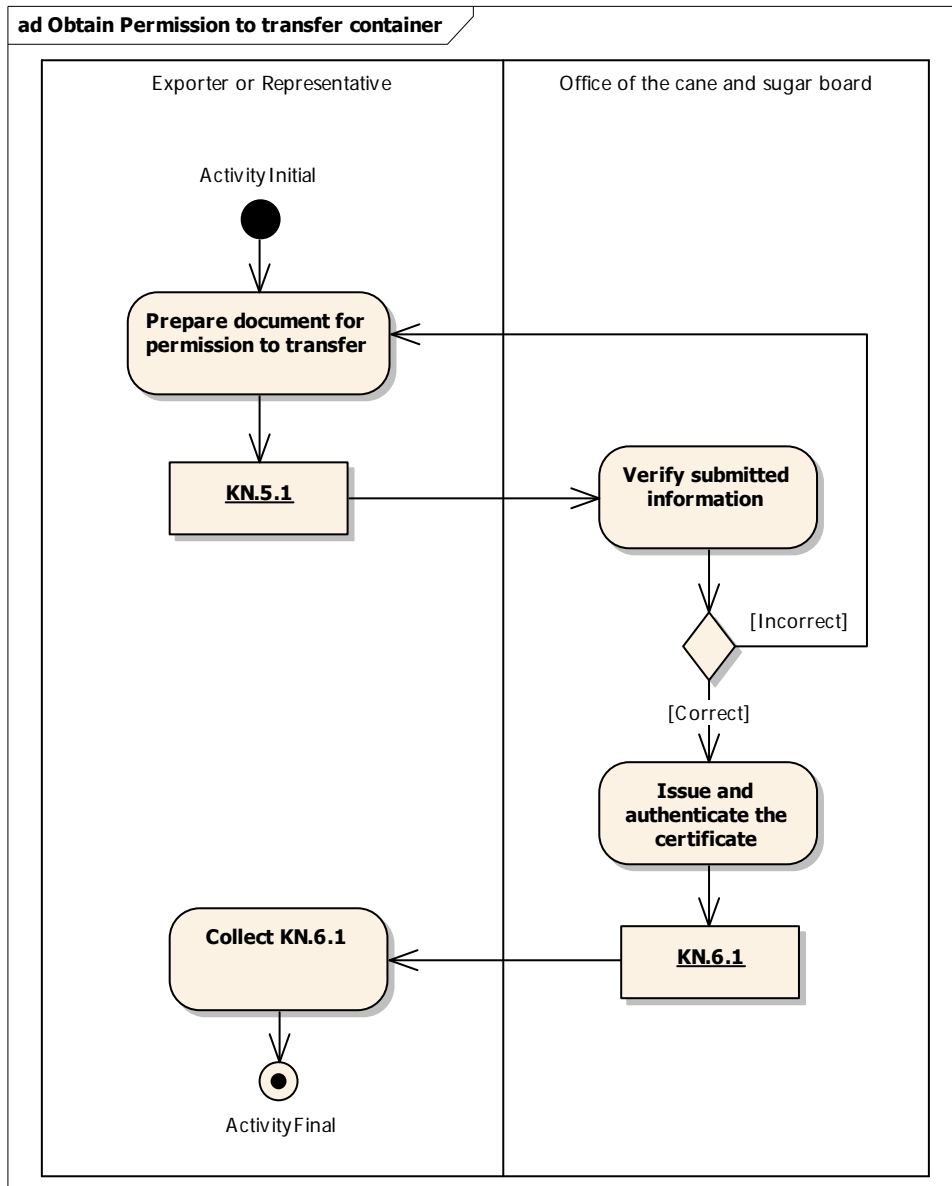 ad Obtain Permission to transfer container
Exporter or Representative
Office of the cane and sugar board
ActivityInitial
Prepare document for
permission to transfer
KN.5.1
Verify submitted
information
[Incorrect]
[Correct]
Issue and
authenticate the
certificate
Collect KN.6.1
KN.6.1
ActivityFinal